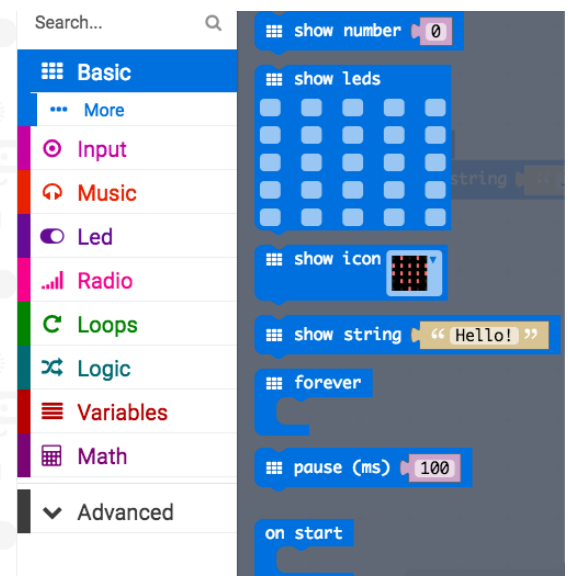 Search...
Basic
More
Input
Music
Led
Radio
Loops
Logic
Variables
Math
Advanced
show number 0
show leds
show icon
show string “ Hello! ”
forever
pause (ms) 100
on start
string